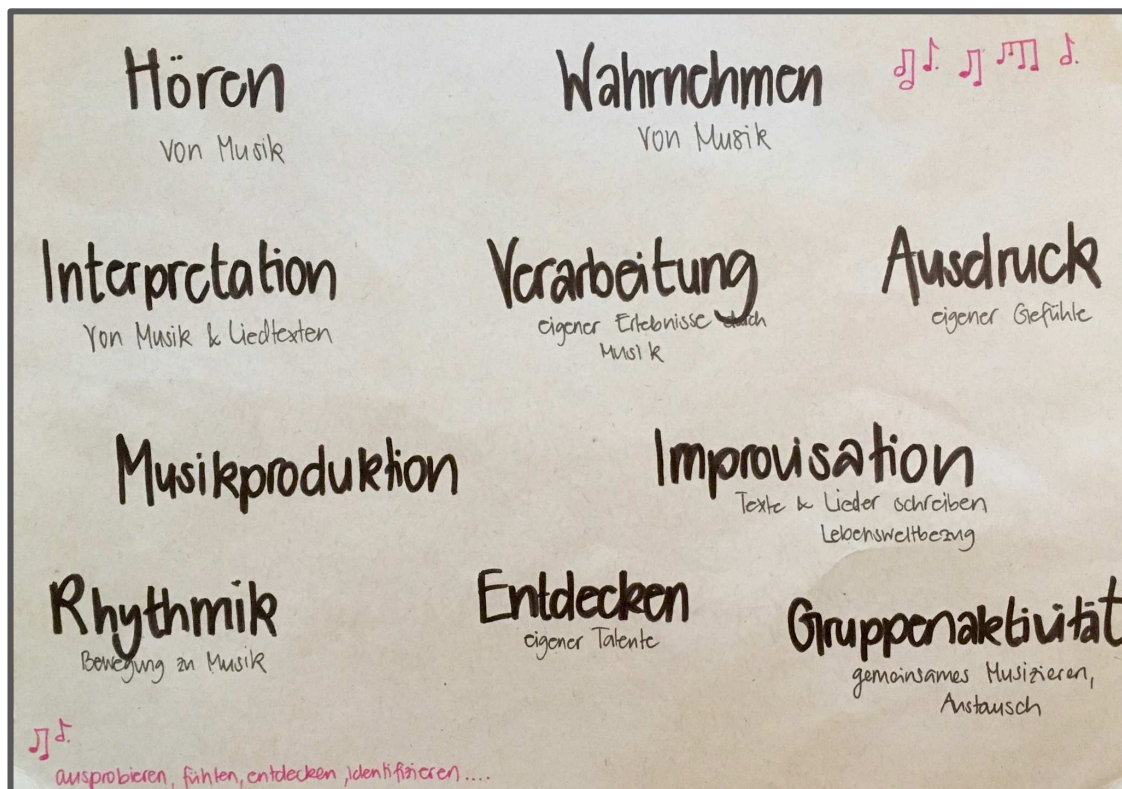 Hören
von Musik
Wahrnehmen
von Musik
Interpretation
von Musik & Liedtexten
Verarbeitung
eigener Erlebnisse durch
Musik
Ausdruck
eigener Gefühle
Musikproduktion
Improvisation
Texte & Lieder schreiben
Lebensweltbezug
Rhythmik
Bewegung zu Musik
Entdecken
eigener Talente
Gruppenaktivität
gemeinsames Musizieren,
Austausch
ausprobieren, fühlen, entdecken, identifizieren....